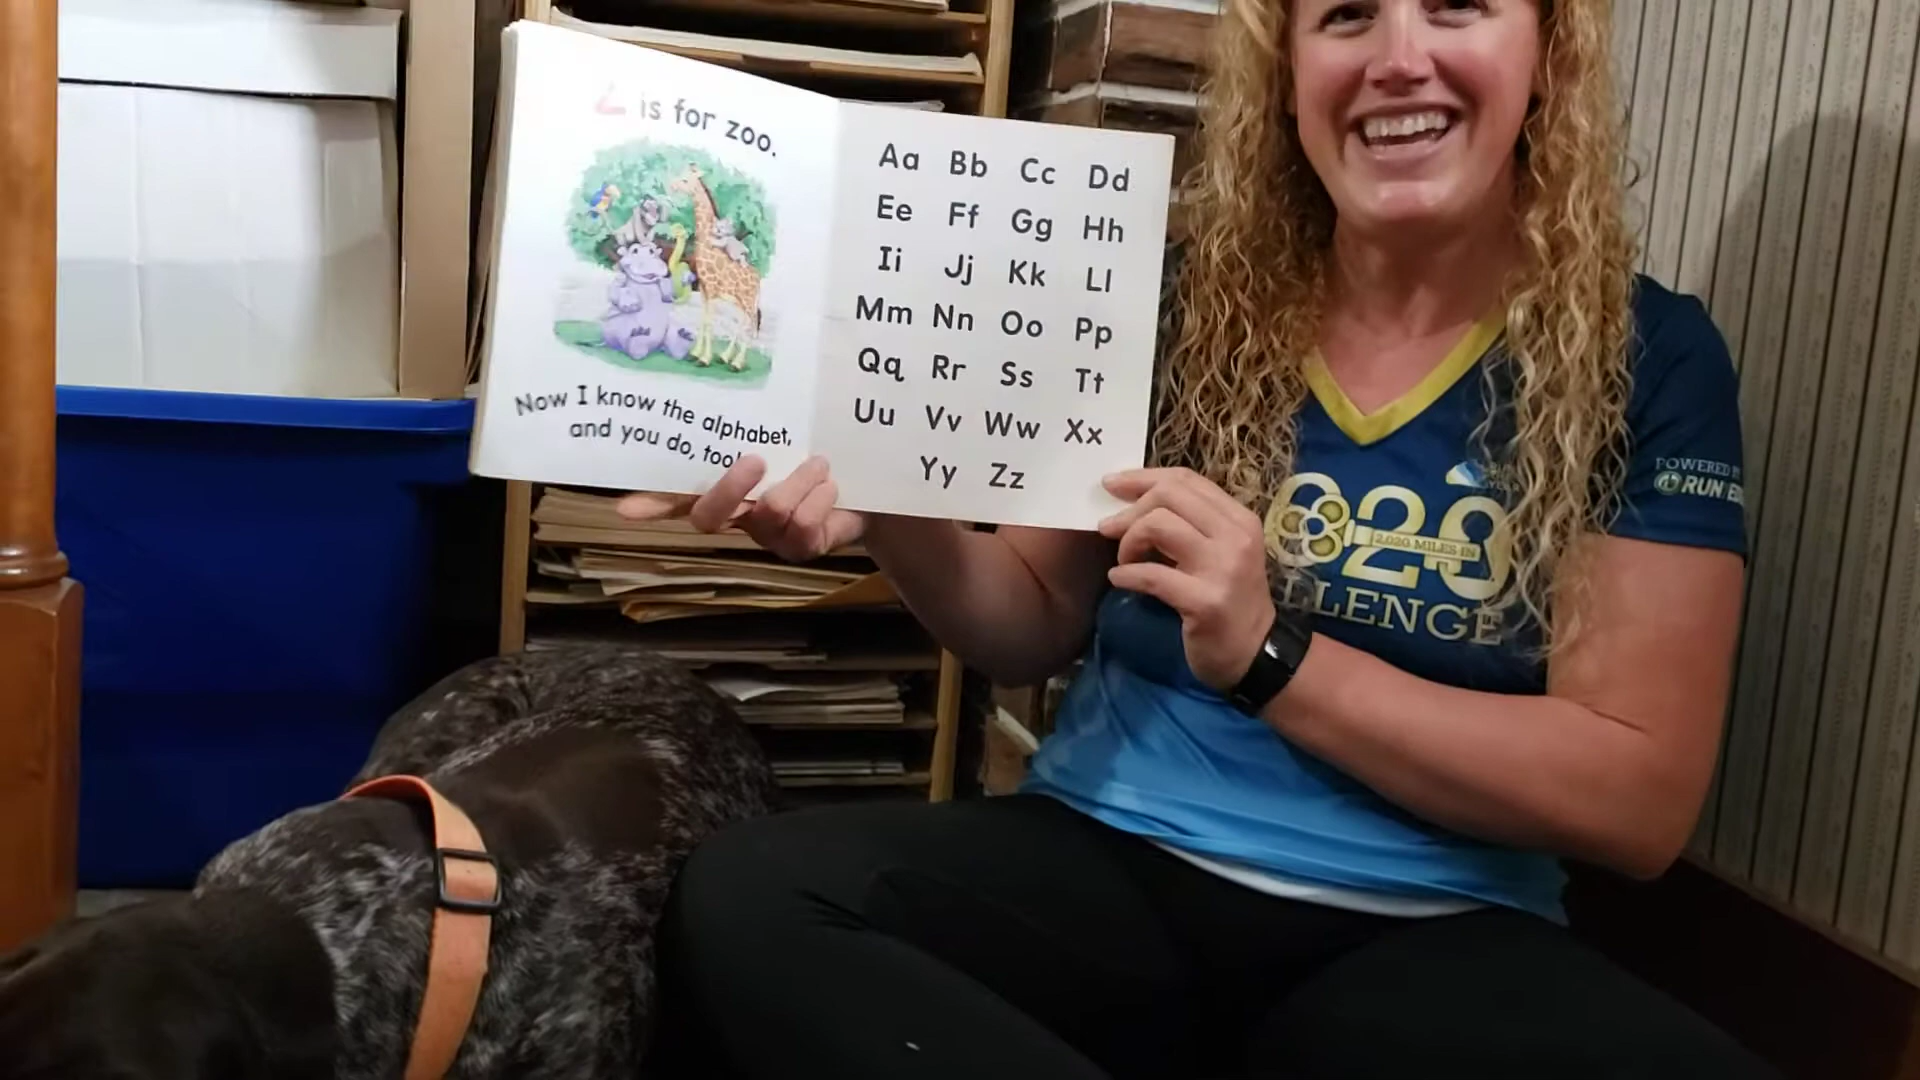 Z is for zoo.
Now I know the alphabet,
and you do, too!
Aa Bb Cc Dd
Ee Ff Gg Hh
Ii Jj Kk Ll
Mm Nn Oo Pp
Qq Rr Ss Tt
Uu Vv Ww Xx
Yy Zz
2,020 MILES IN
POWERED
RUN